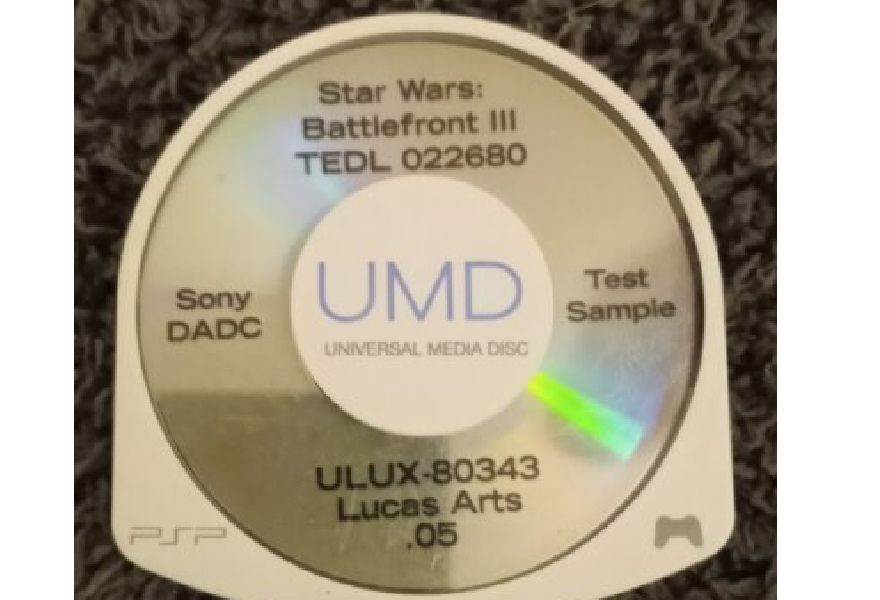 Star Wars:
Battlefront III
TEDL 022680
Sony
DADC
UMD
UNIVERSAL MEDIA DISC
Test
Sample
ULUX-80343
Lucas Arts
.05
PSP